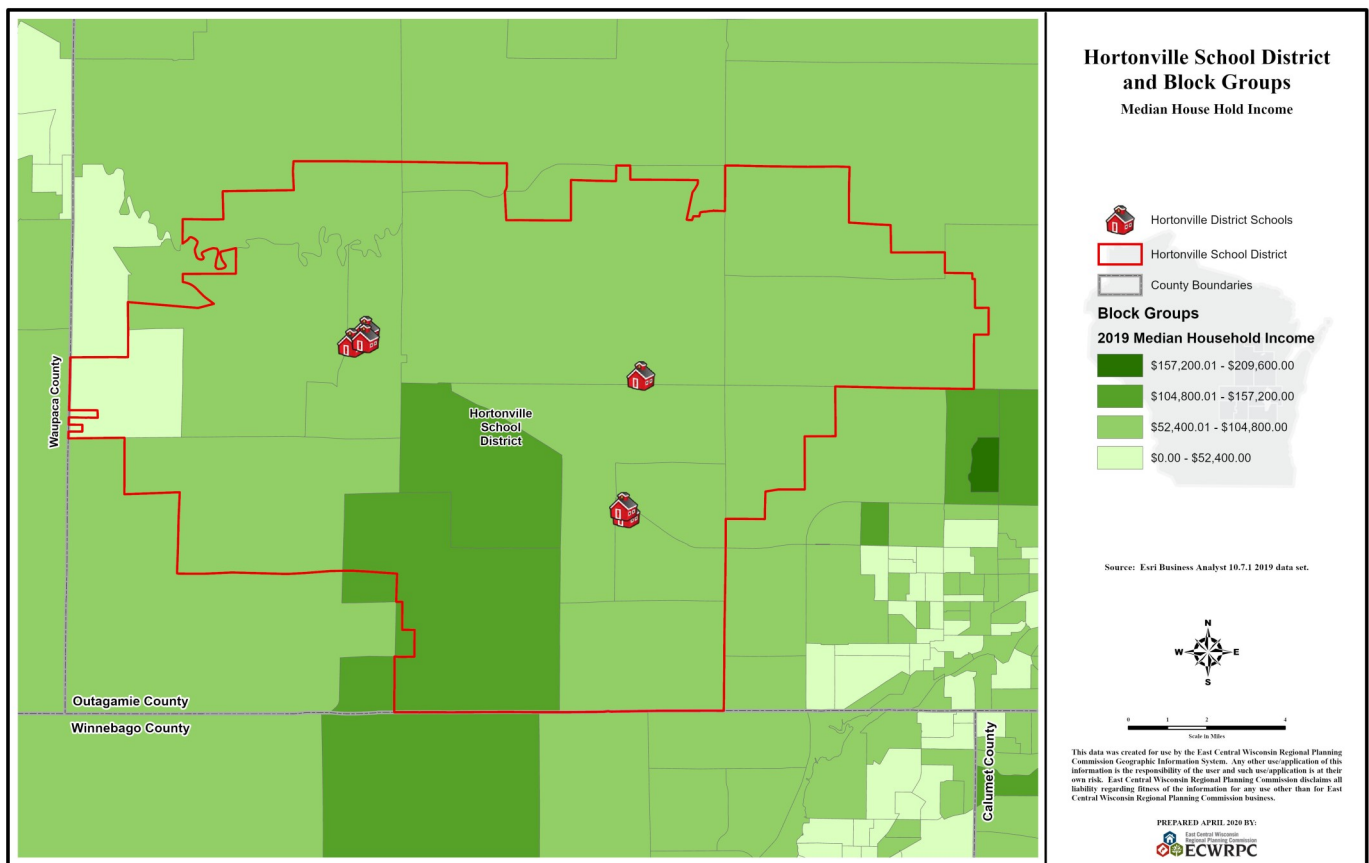 Hortonville School District
and Block Groups
Median House Hold Income
Hortonville District Schools
Hortonville School District
County Boundaries
Block Groups
2019 Median Household Income
$157,200.01 - $209,600.00
$104,800.01 - $157,200.00
$52,400.01 - $104,800.00
$0.00 - $52,400.00
Source: Esri Business Analyst 10.7.1 2019 data set.
N
W E
S
0 1 2 4
Scale in Miles
This data was created for use by the East Central Wisconsin Regional Planning
Commission Geographic Information System. Any other use/application of this
information is the responsibility of the user and such use/application is at their
own risk. East Central Wisconsin Regional Planning Commission disclaims all
liability regarding fitness of the information for any use other than for East
Central Wisconsin Regional Planning Commission business.
PREPARED APRIL 2020 BY:
East Central Wisconsin
Regional Planning Commission
ECWRPC
Waupaca County
Hortonville
School
District
Outagamie County
Winnebago County
Calumet County